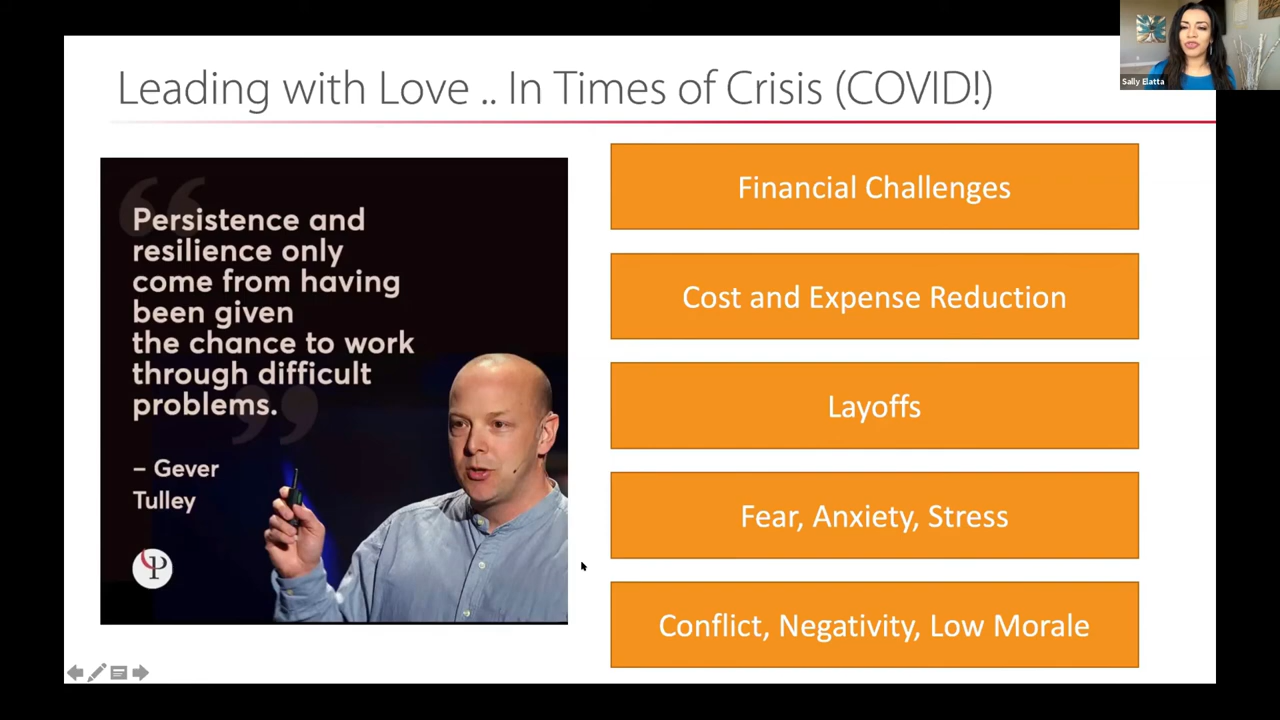 Sally Elatta
Leading with Love .. In Times of Crisis (COVID!)
Persistence and
resilience only
come from having
been given
the chance to work
through difficult
problems.
– Gever
Tulley
Financial Challenges
Cost and Expense Reduction
Layoffs
Fear, Anxiety, Stress
Conflict, Negativity, Low Morale